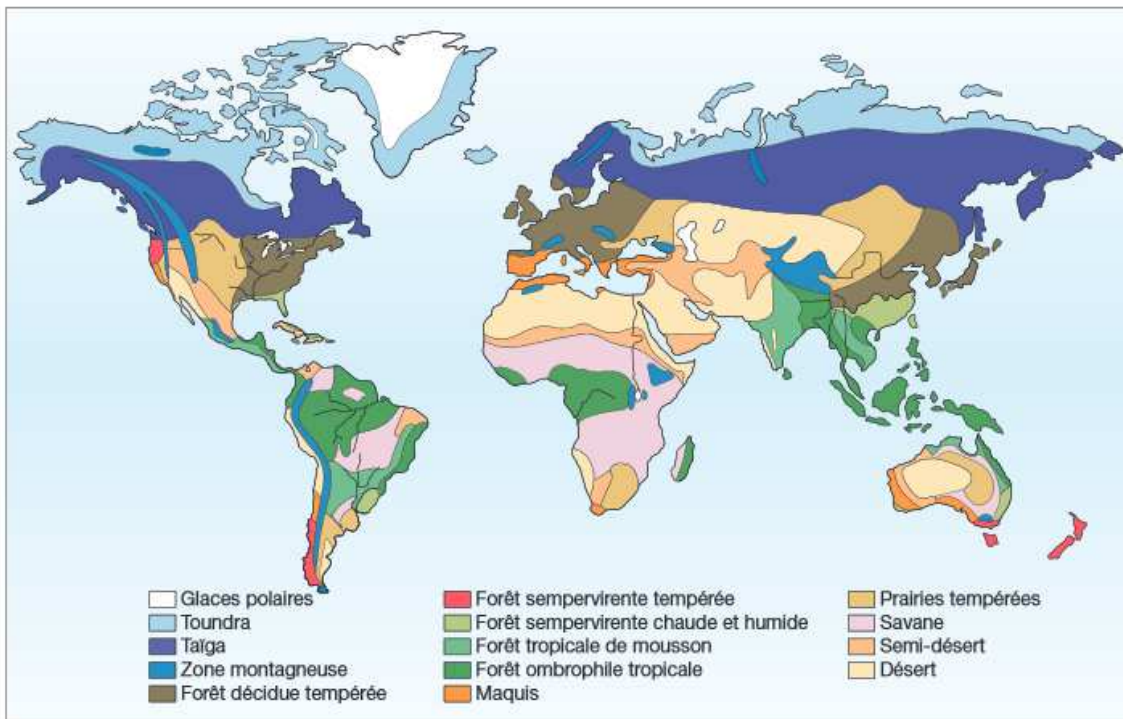 Glaces polaires
Toundra
Taïga
Zone montagneuse
Forêt décidue tempérée
Forêt sempervirente tempérée
Forêt sempervirente chaude et humide
Forêt tropicale de mousson
Forêt ombrophile tropicale
Maquis
Prairies tempérées
Savane
Semi-désert
Désert